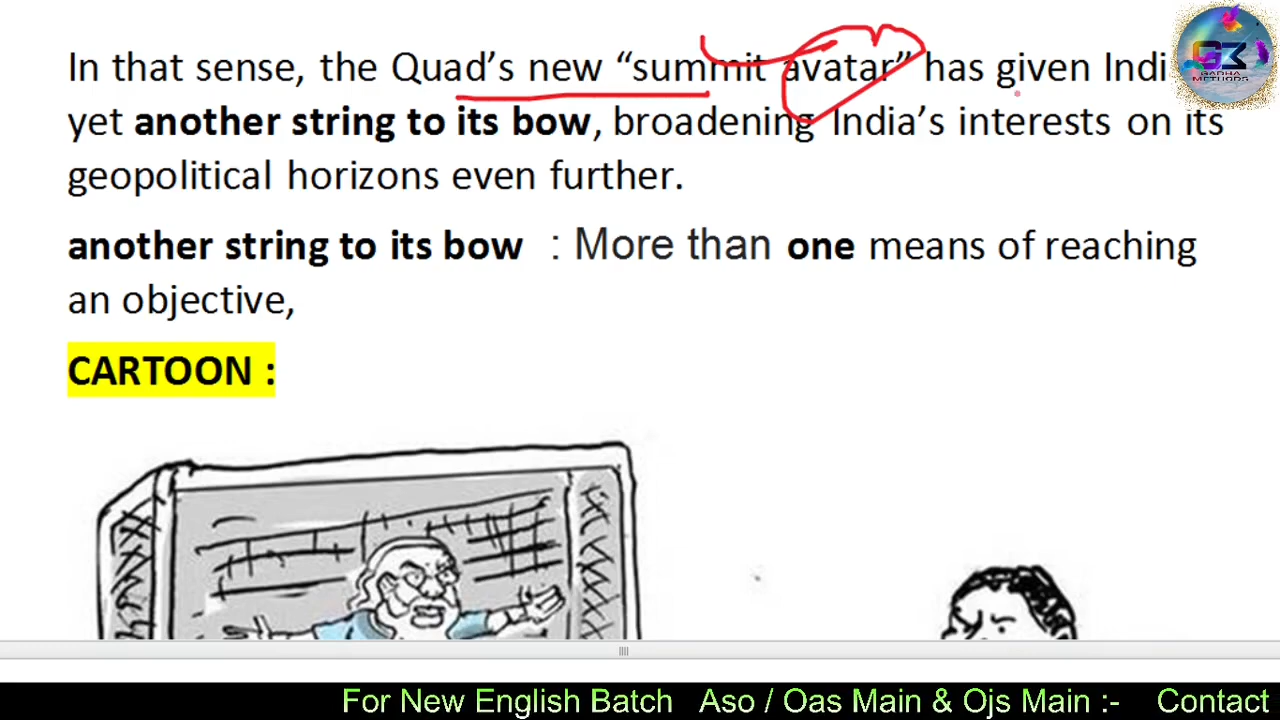 In that sense, the Quad's new “summit avatar” has given Indi
yet another string to its bow, broadening India's interests on its
geopolitical horizons even further.
another string to its bow : More than one means of reaching
an objective,
CARTOON :
For New English Batch Aso / Oas Main & Ojs Main :- Contact